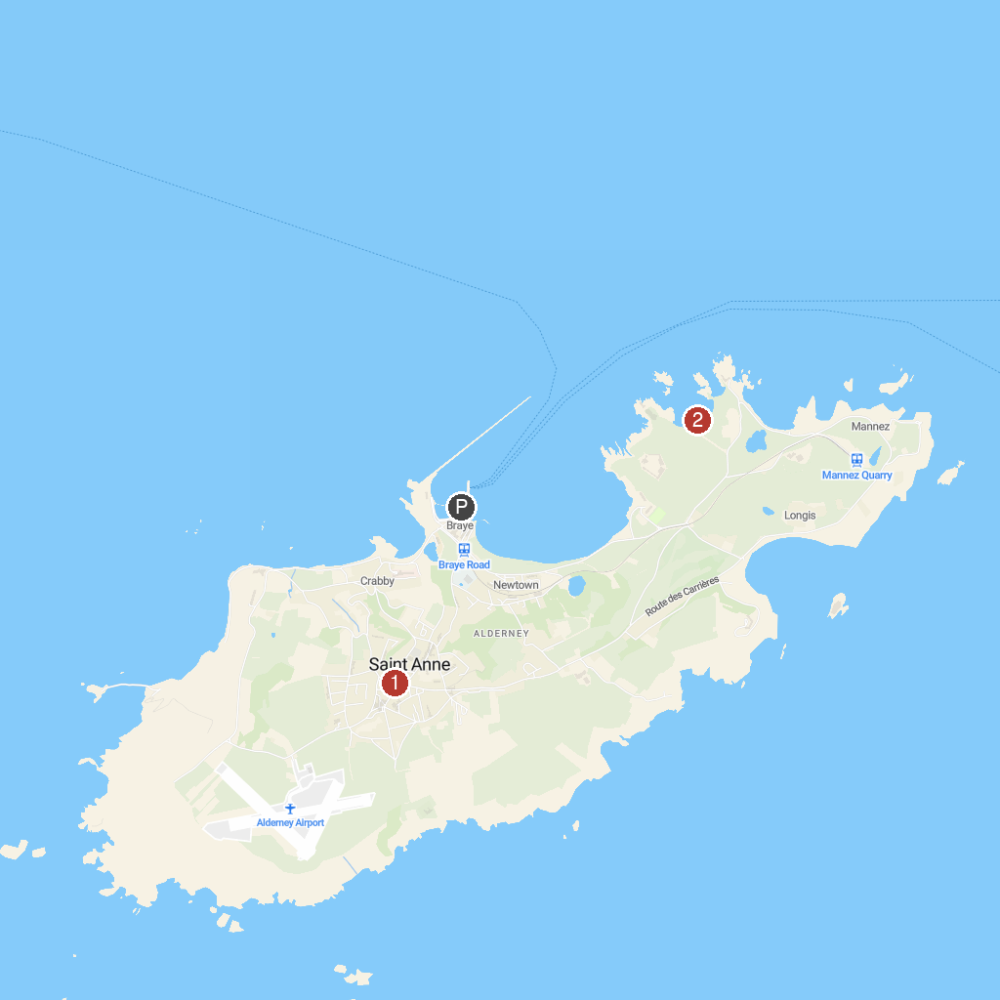 2
Mannez
Mannez Quarry
P
Longis
Braye
Braye Road
Crabby
Newtown
Route des Carrières
ALDERNEY
Saint Anne
1
Alderney Airport